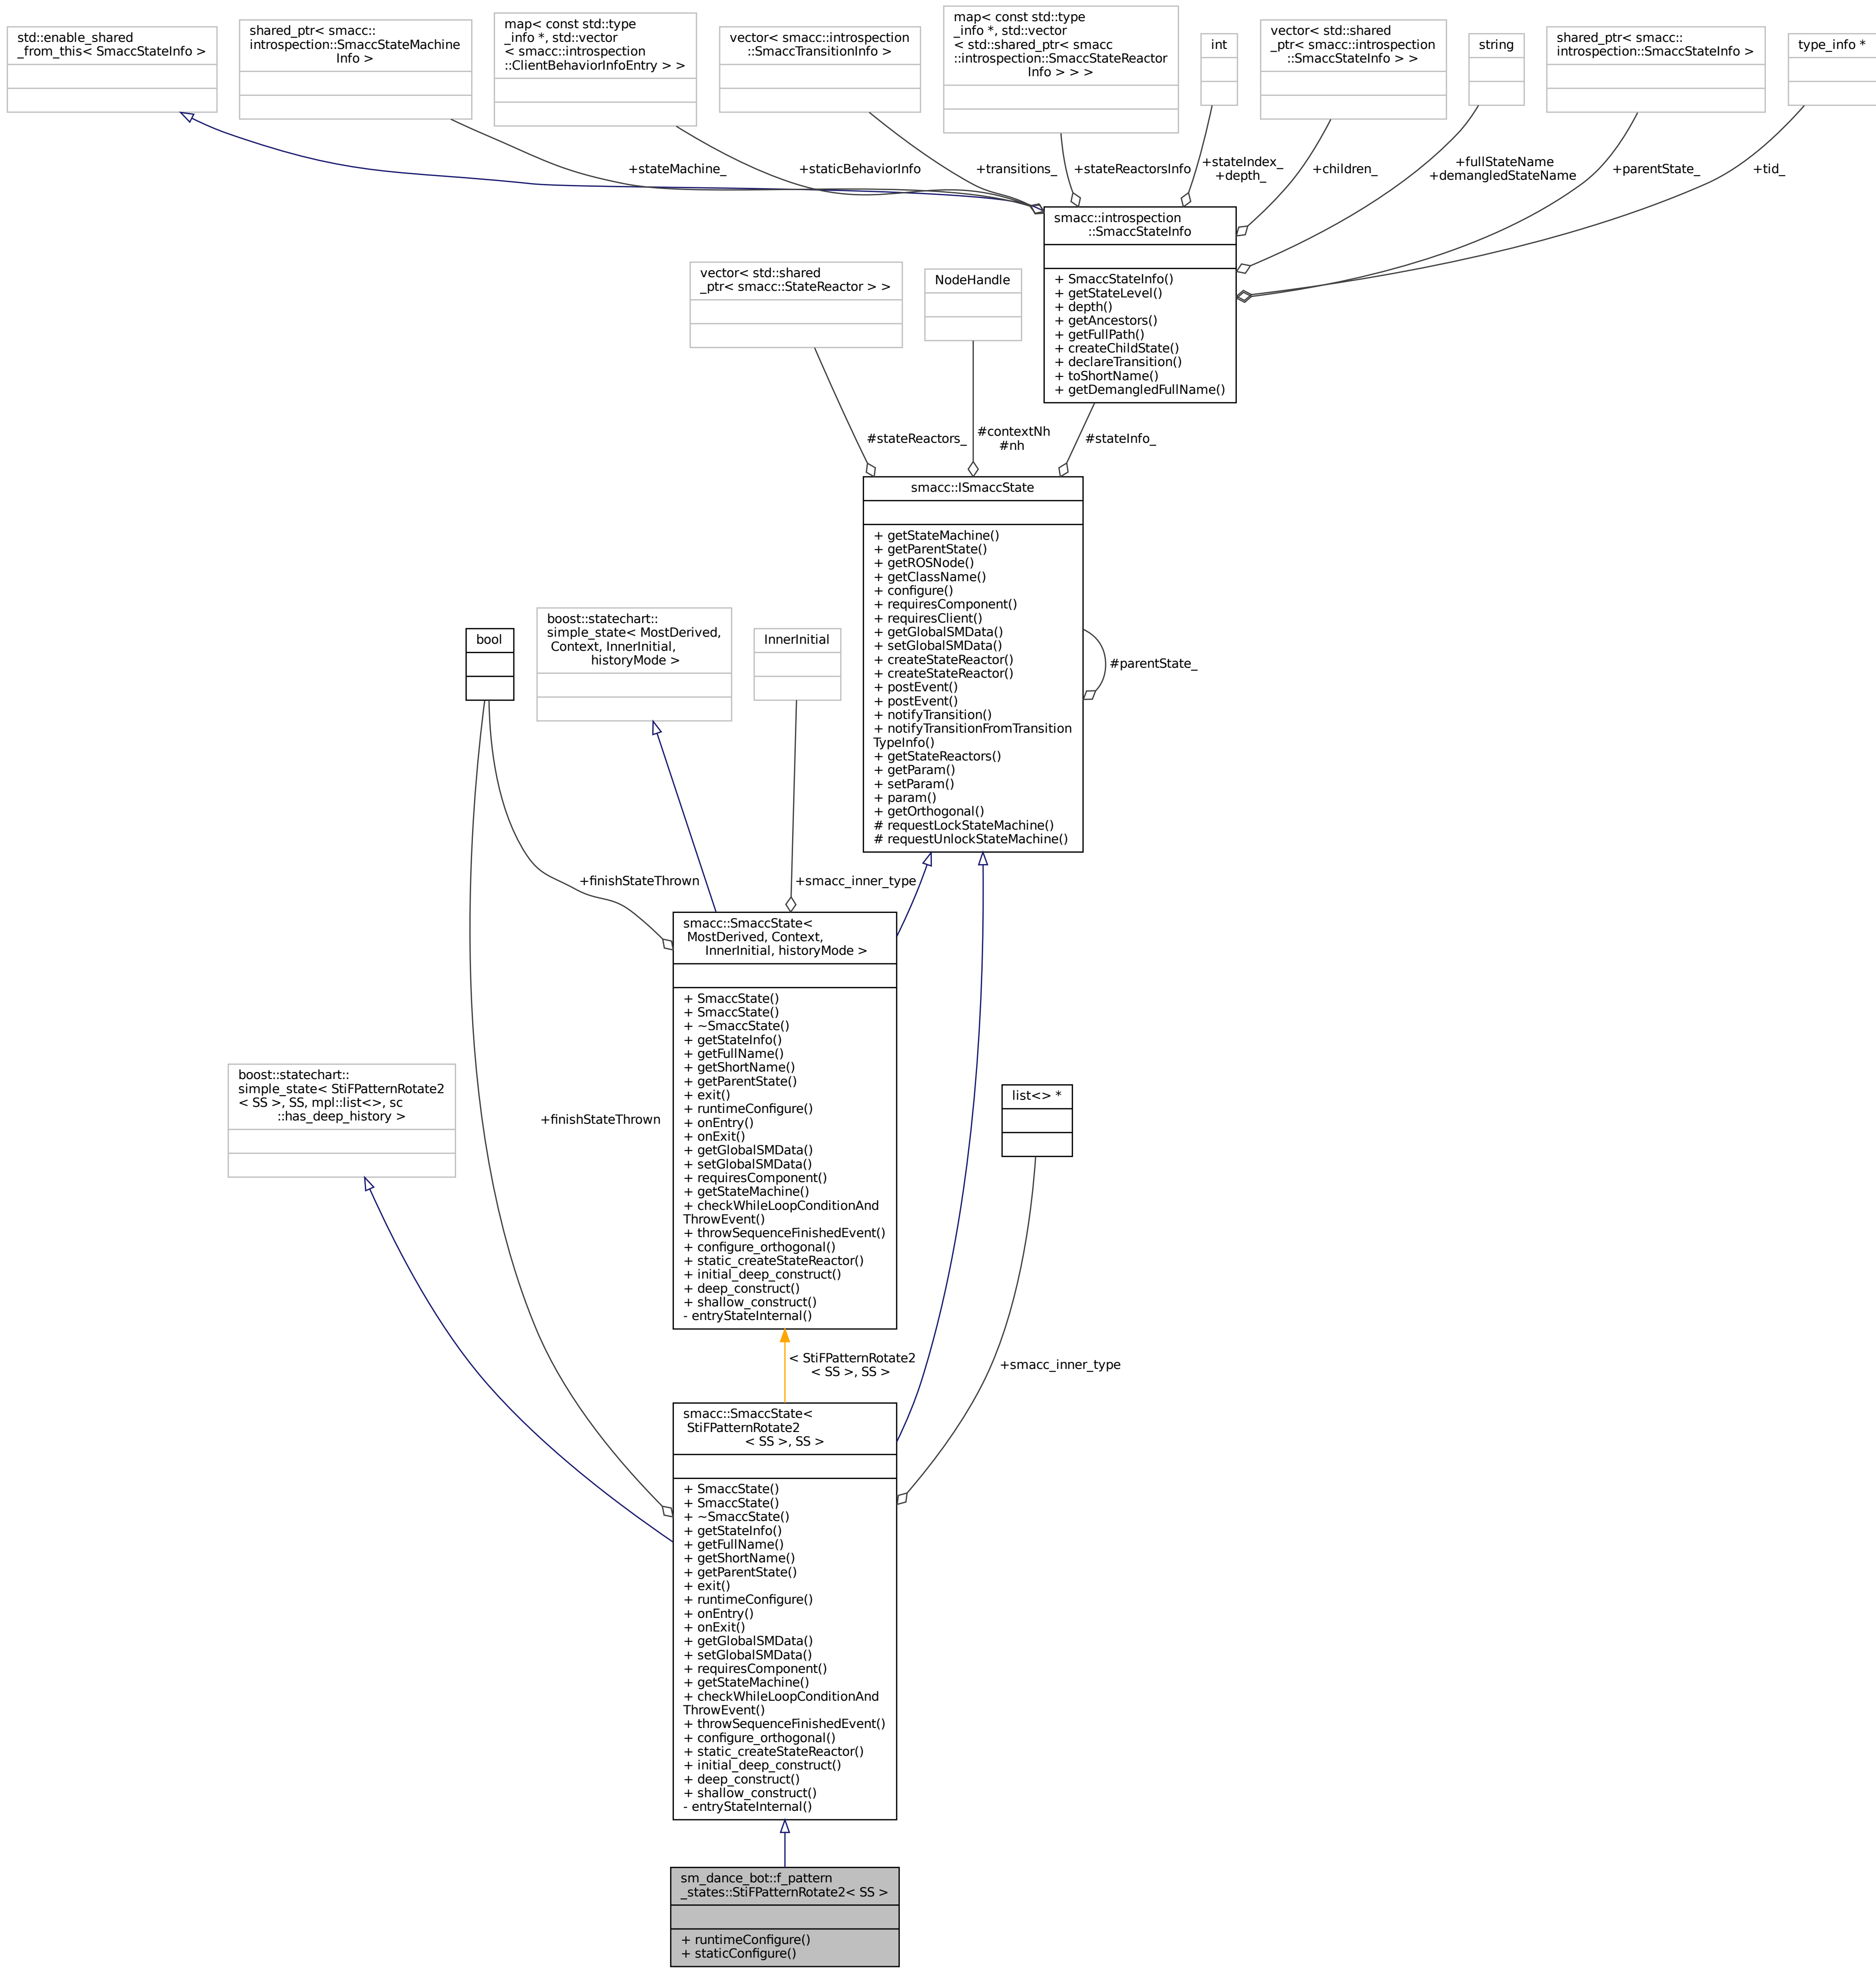 std::enable_shared
_from_this< SmaccStateInfo >
shared_ptr< smacc::
introspection::SmaccStateMachine
Info >
map< const std::type
_info *, std::vector
< smacc::introspection
::ClientBehaviorInfoEntry > >
vector< smacc::introspection
::SmaccTransitionInfo >
map< const std::type
_info *, std::vector
< std::shared_ptr< smacc
::introspection::SmaccStateReactor
Info > > >
int
vector< std::shared
_ptr< smacc::introspection
::SmaccStateInfo > >
string
shared_ptr< smacc::
introspection::SmaccStateInfo >
type_info *
+stateMachine_
+staticBehaviorInfo
+transitions_
+stateReactorsInfo
+stateIndex_
+depth_
+children_
+fullStateName
+demangledStateName
+parentState_
+tid_
smacc::introspection
::SmaccStateInfo
+ SmaccStateInfo()
+ getStateLevel()
+ depth()
+ getAncestors()
+ getFullPath()
+ createChildState()
+ declareTransition()
+ toShortName()
+ getDemangledFullName()
vector< std::shared
_ptr< smacc::StateReactor > >
NodeHandle
#stateReactors_
#contextNh
#nh
#stateInfo_
smacc::ISmaccState
+ getStateMachine()
+ getParentState()
+ getROSNode()
+ getClassName()
+ configure()
+ requiresComponent()
+ requiresClient()
+ getGlobalSMData()
+ setGlobalSMData()
+ createStateReactor()
+ createStateReactor()
+ postEvent()
+ postEvent()
+ notifyTransition()
+ notifyTransitionFromTransition
TypeInfo()
+ getStateReactors()
+ getParam()
+ setParam()
+ param()
+ getOrthogonal()
# requestLockStateMachine()
# requestUnlockStateMachine()
#parentState_
bool
boost::statechart::
simple_state< MostDerived,
Context, InnerInitial,
historyMode >
InnerInitial
+finishStateThrown
+smacc_inner_type
smacc::SmaccState<
MostDerived, Context,
InnerInitial, historyMode >
+ SmaccState()
+ SmaccState()
+ ~SmaccState()
+ getStateInfo()
+ getFullName()
+ getShortName()
+ getParentState()
+ exit()
+ runtimeConfigure()
+ onEntry()
+ onExit()
+ getGlobalSMData()
+ setGlobalSMData()
+ requiresComponent()
+ getStateMachine()
+ checkWhileLoopConditionAnd
ThrowEvent()
+ throwSequenceFinishedEvent()
+ configure_orthogonal()
+ static_createStateReactor()
+ initial_deep_construct()
+ deep_construct()
+ shallow_construct()
- entryStateInternal()
boost::statechart::
simple_state< StiFPatternRotate2
< SS >, SS, mpl::list<>, sc
::has_deep_history >
+finishStateThrown
list<> *
< StiFPatternRotate2
< SS >, SS >
+smacc_inner_type
smacc::SmaccState<
StiFPatternRotate2
< SS >, SS >
+ SmaccState()
+ SmaccState()
+ ~SmaccState()
+ getStateInfo()
+ getFullName()
+ getShortName()
+ getParentState()
+ exit()
+ runtimeConfigure()
+ onEntry()
+ onExit()
+ getGlobalSMData()
+ setGlobalSMData()
+ requiresComponent()
+ getStateMachine()
+ checkWhileLoopConditionAnd
ThrowEvent()
+ throwSequenceFinishedEvent()
+ configure_orthogonal()
+ static_createStateReactor()
+ initial_deep_construct()
+ deep_construct()
+ shallow_construct()
- entryStateInternal()
sm_dance_bot::f_pattern
_states::StiFPatternRotate2< SS >
+ runtimeConfigure()
+ staticConfigure()